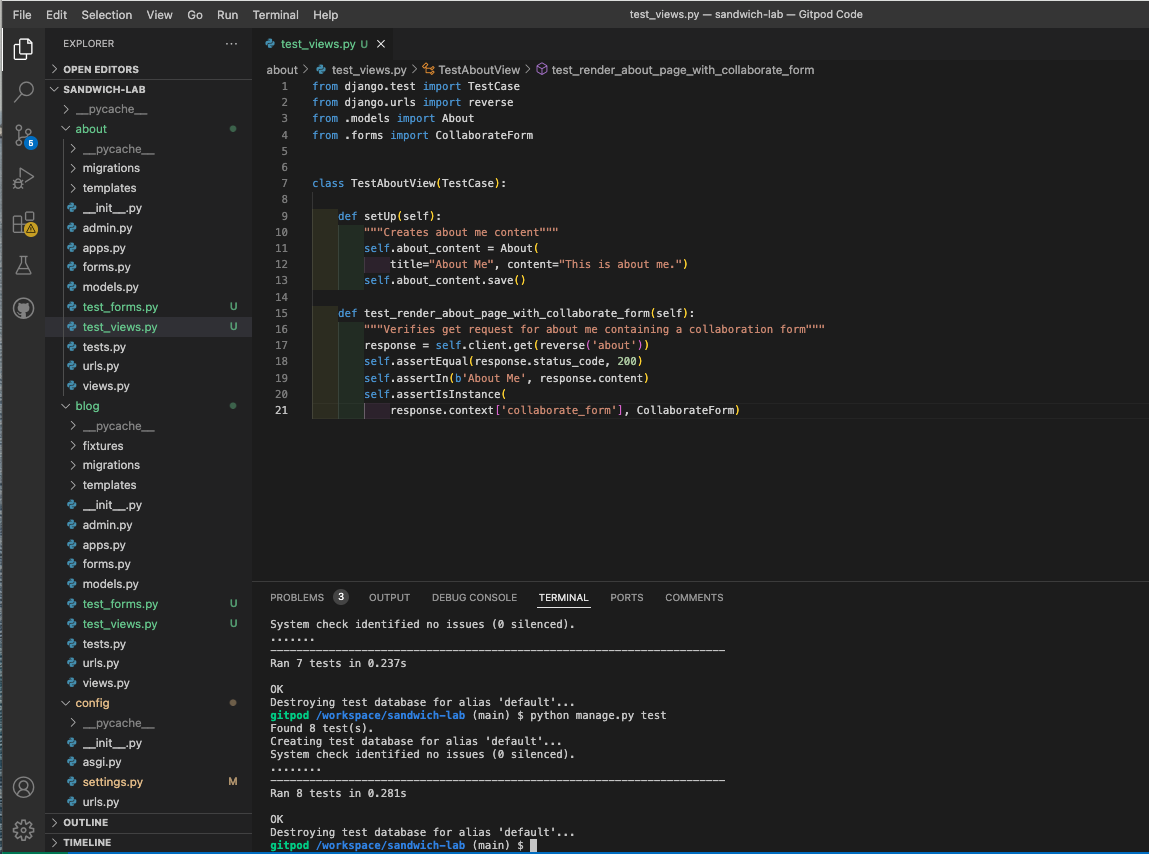 File Edit Selection View Go Run Terminal Help test_views.py — sandwich-lab — Gitpod Code
EXPLORER ...
OPEN EDITORS
SANDWICH-LAB
__pycache__
about
__pycache__
migrations
templates
__init__.py
admin.py
apps.py
forms.py
models.py
test_forms.py U
test_views.py U
tests.py
urls.py
views.py
blog
__pycache__
fixtures
migrations
templates
__init__.py
admin.py
apps.py
forms.py
models.py
test_forms.py U
test_views.py U
tests.py
urls.py
views.py
config
__pycache__
__init__.py
asgi.py
settings.py M
urls.py
OUTLINE
TIMELINE
5
test_views.py U
about > test_views.py > TestAboutView > test_render_about_page_with_collaborate_form
1 from django.test import TestCase
2 from django.urls import reverse
3 from .models import About
4 from .forms import CollaborateForm
5
6
7 class TestAboutView(TestCase):
8
9 def setUp(self):
10 """Creates about me content"""
11 self.about_content = About(
12 title="About Me", content="This is about me.")
13 self.about_content.save()
14
15 def test_render_about_page_with_collaborate_form(self):
16 """Verifies get request for about me containing a collaboration form"""
17 response = self.client.get(reverse('about'))
18 self.assertEqual(response.status_code, 200)
19 self.assertIn(b'About Me', response.content)
20 self.assertIsInstance(
21 response.context['collaborate_form'], CollaborateForm)
PROBLEMS 3 OUTPUT DEBUG CONSOLE TERMINAL PORTS COMMENTS
System check identified no issues (0 silenced).
.......
----------------------------------------------------------------------
Ran 7 tests in 0.237s
OK
Destroying test database for alias 'default'...
gitpod /workspace/sandwich-lab (main) $ python manage.py test
Found 8 test(s).
Creating test database for alias 'default'...
System check identified no issues (0 silenced).
........
----------------------------------------------------------------------
Ran 8 tests in 0.281s
OK
Destroying test database for alias 'default'...
gitpod /workspace/sandwich-lab (main) $